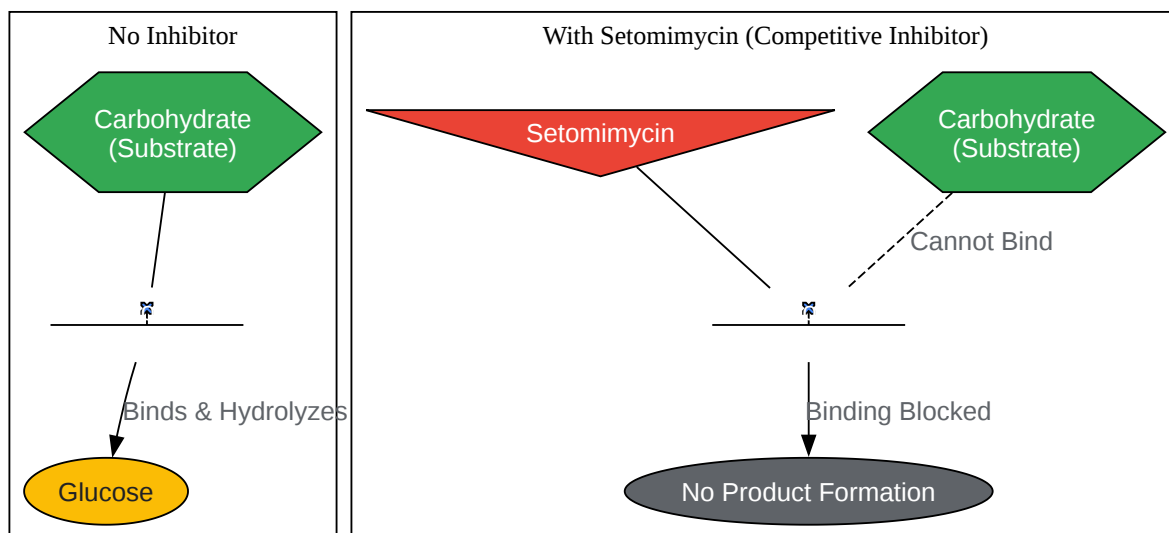 No Inhibitor
Carbohydrate
(Substrate)
Binds & Hydrolyzes
Glucose
With Setomimycin (Competitive Inhibitor)
Setomimycin
Carbohydrate
(Substrate)
Cannot Bind
Binding Blocked
No Product Formation